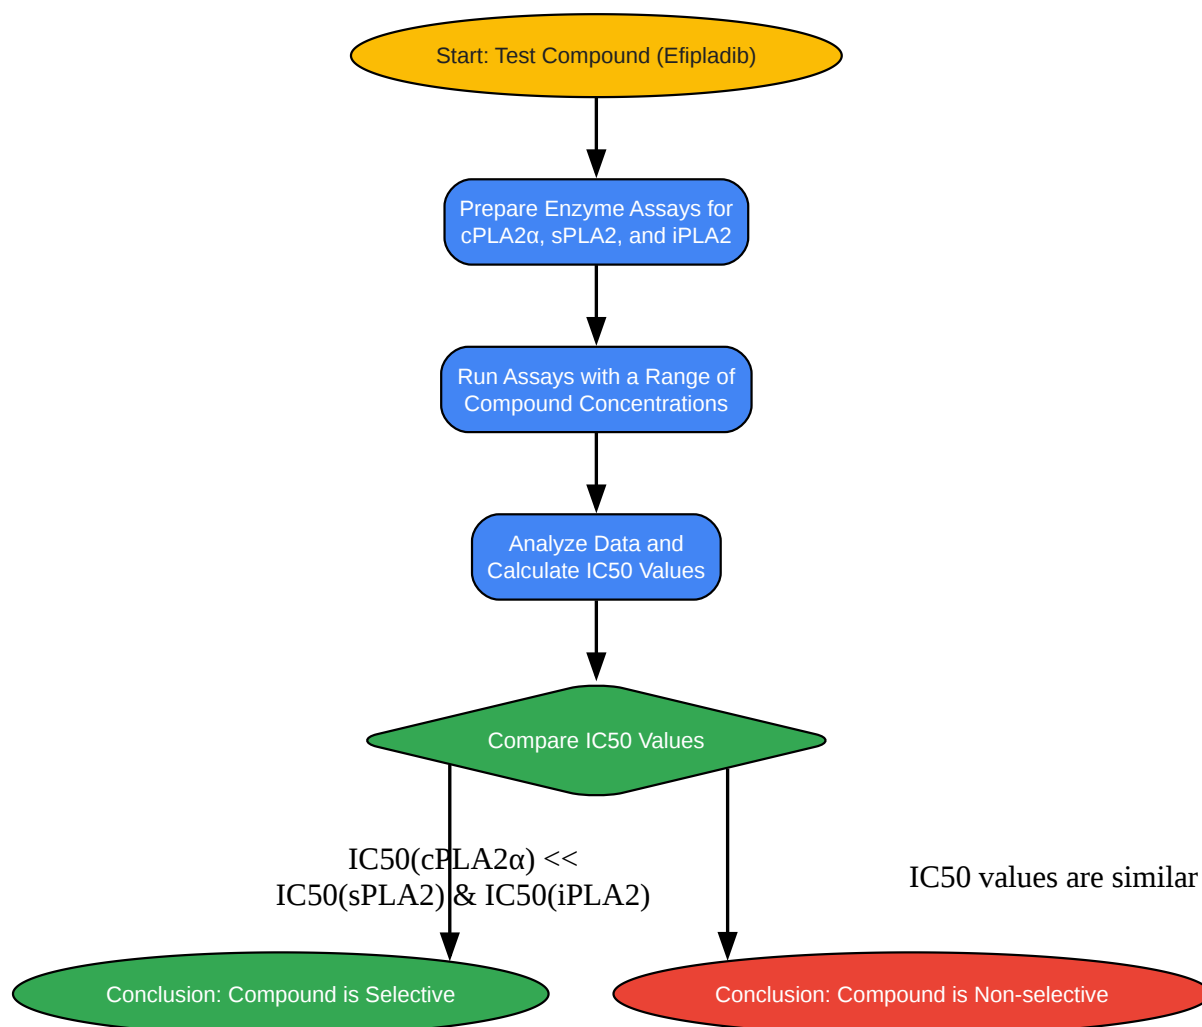 Start: Test Compound (Efipladib)
Prepare Enzyme Assays for
cPLA2α, sPLA2, and iPLA2
Run Assays with a Range of
Compound Concentrations
Analyze Data and
Calculate IC50 Values
Compare IC50 Values
IC50(cPLA2α) <<
IC50(sPLA2) & IC50(iPLA2)
IC50 values are similar
Conclusion: Compound is Selective
Conclusion: Compound is Non-selective